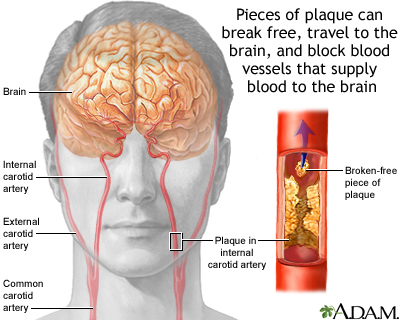 Pieces of plaque can
break free, travel to the
brain, and block blood
vessels that supply
blood to the brain
Brain
Internal
carotid
artery
External
carotid
artery
Common
carotid
artery
Broken-free
piece of
plaque
Plaque in
internal
carotid artery
ADAM.